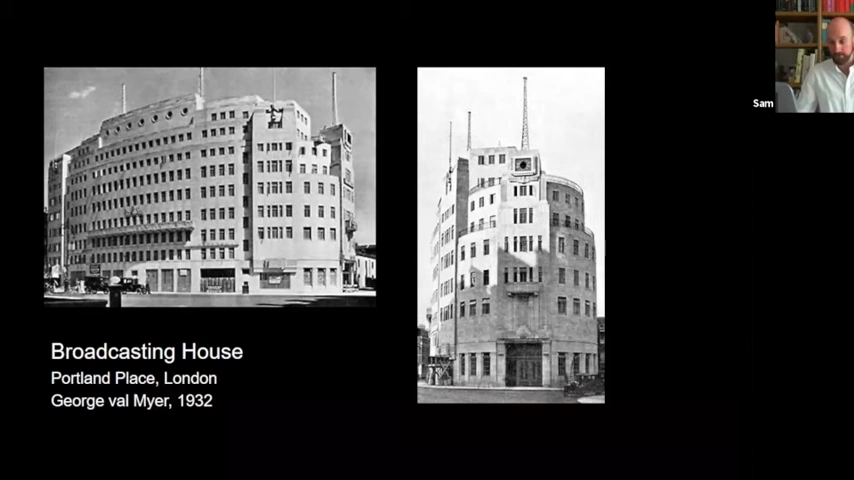 Sam
Broadcasting House
Portland Place, London
George val Myer, 1932